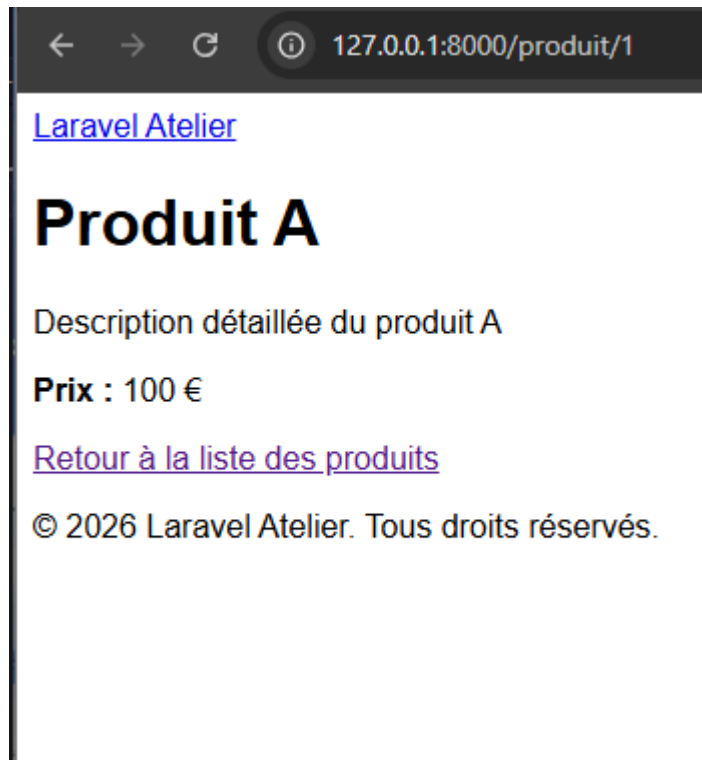 127.0.0.1:8000/produit/1
Laravel Atelier
Produit A
Description détaillée du produit A
Prix : 100 €
Retour à la liste des produits
© 2026 Laravel Atelier. Tous droits réservés.